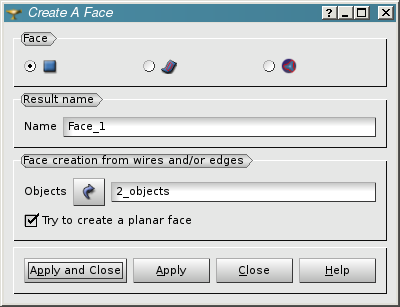 Create A Face
Face
Result name
Name Face_1
Face creation from wires and/or edges
Objects 2_objects
Try to create a planar face
Apply and Close Apply Close Help